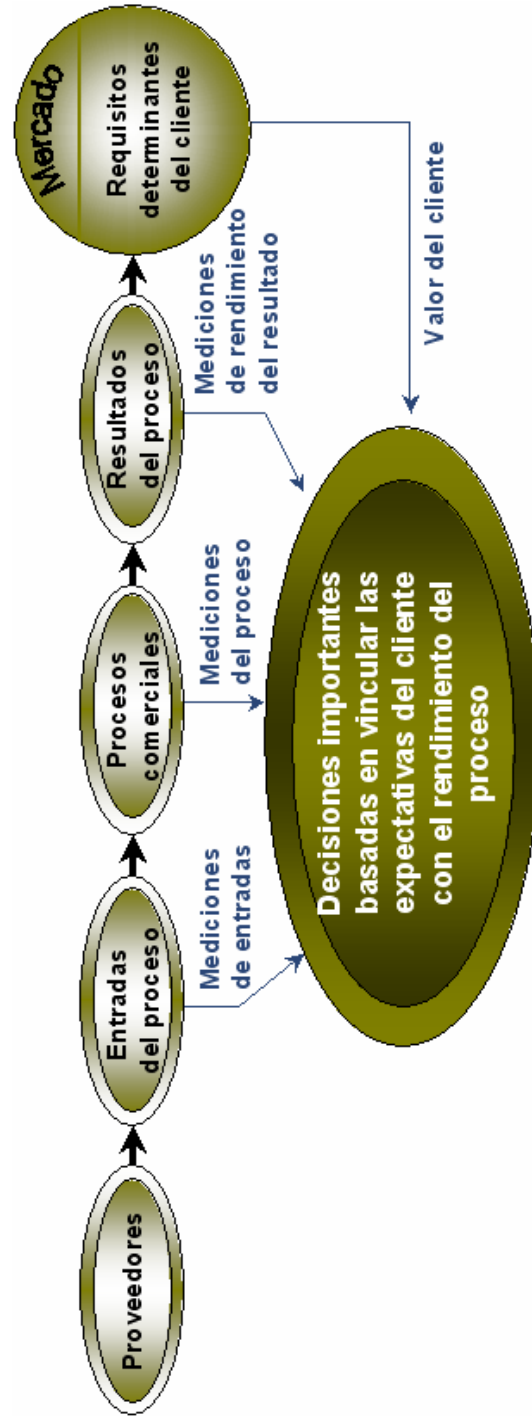 Proveedores
Entradas
del proceso
Procesos
comerciales
Resultados
del proceso
Mercado
Requisitos
determinantes
del cliente
Mediciones
de entradas
Mediciones
del proceso
Mediciones
de rendimiento
del resultado
Valor del cliente
Decisiones importantes
basadas en vincular las
expectativas del cliente
con el rendimiento del
proceso